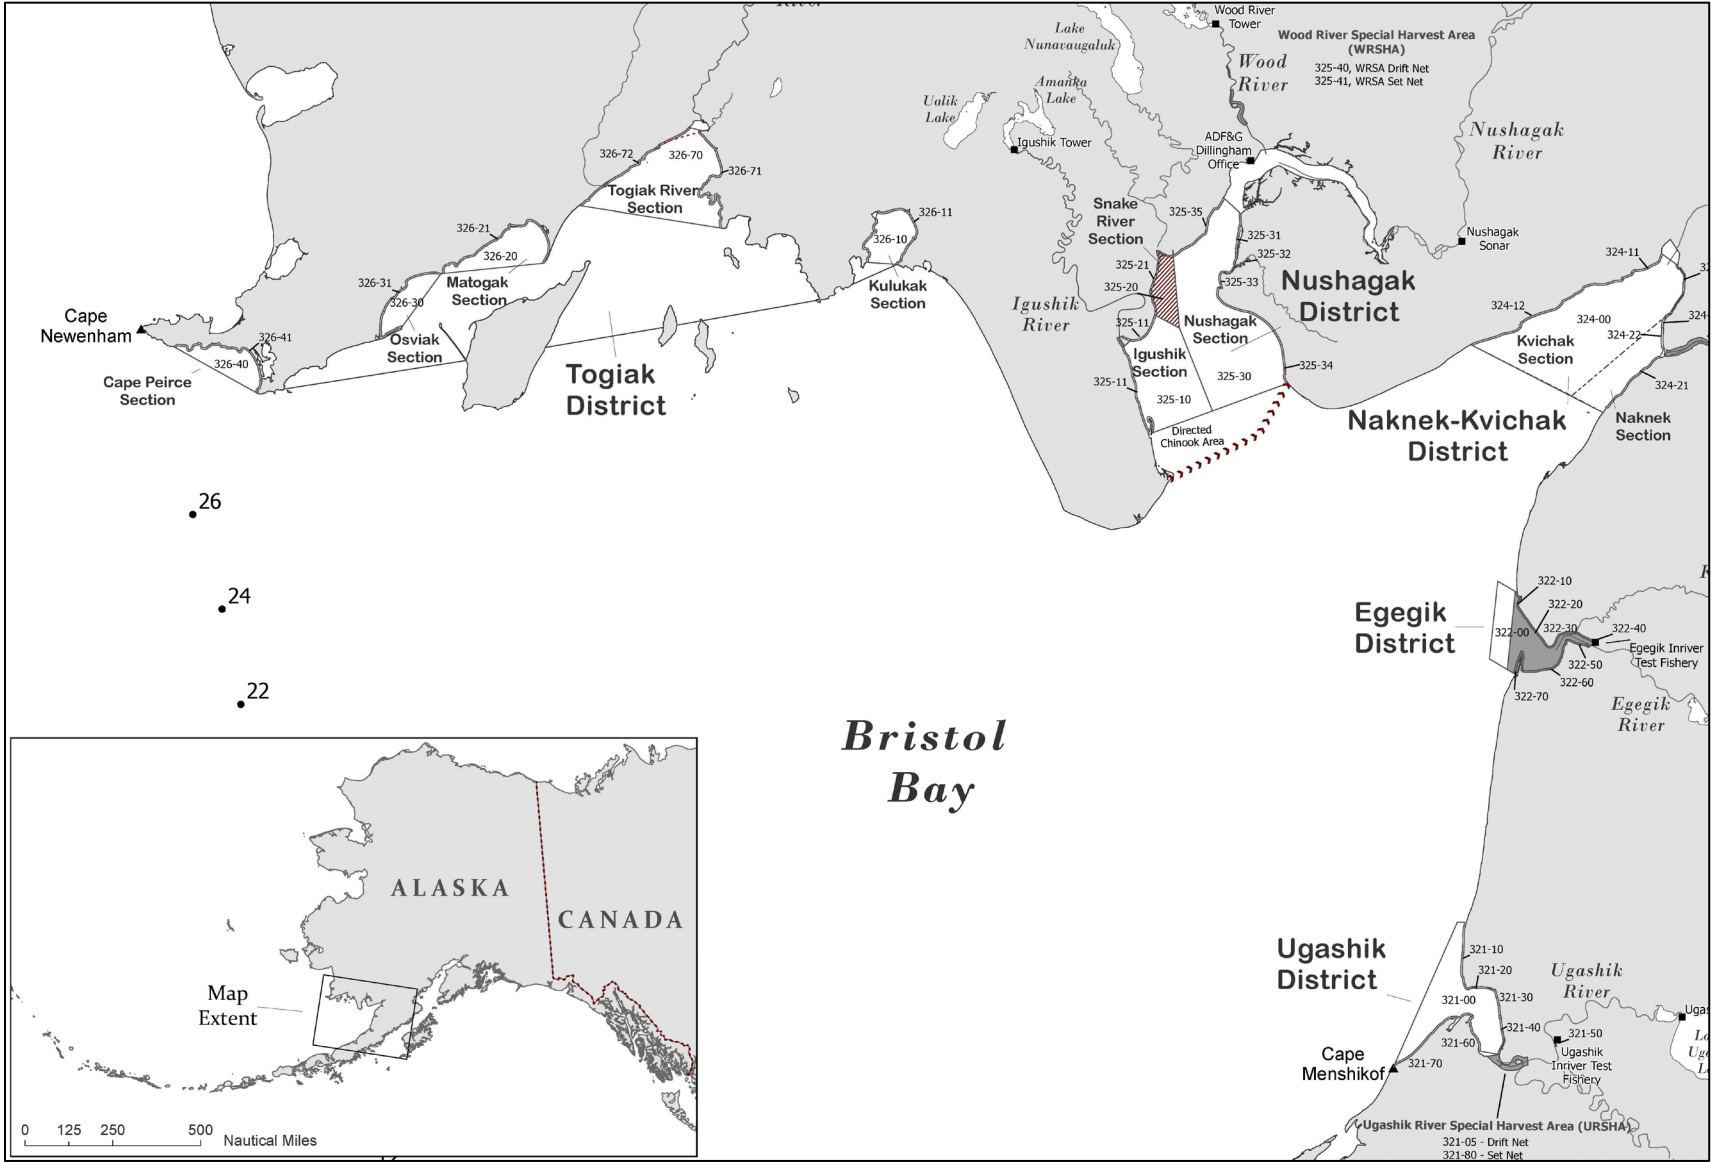 River
Wood River
Tower
Lake
Nunavaugaluk
Wood
River
Wood River Special Harvest Area
(WRSHA)
325-40, WRSA Drift Net
325-41, WRSA Set Net
Amanka
Lake
Ualik
Lake
Igushik Tower
ADF&G
Dillingham
Office
Nushagak
River
Nushagak
Sonar
326-72
326-70
326-71
Togiak River
Section
326-21
326-20
Matogak
Section
326-31
326-30
Osviak
Section
326-11
326-10
Kulukak
Section
Cape
Newenham
326-41
326-40
Cape Peirce
Section
Togiak
District
Snake
River
Section
325-35
325-31
325-32
325-33
325-21
325-20
Igushik
River
325-11
Nushagak
Section
Igushik
Section
325-11
325-10
325-30
325-34
Directed
Chinook Area
Nushagak
District
324-11
324-12
324-00
324-22
324-
32
Kvichak
Section
324-21
Naknek
Section
Naknek-Kvichak
District
26
24
22
Bristol
Bay
Egegik
District
322-10
322-20
322-00
322-30
322-40
Egegik Inriver
Test Fishery
322-50
322-60
322-70
Egegik
River
Ugashik
District
321-10
321-20
321-00
321-30
321-40
321-50
321-60
321-70
Ugashik
River
Ugashik
Inriver Test
Fishery
Cape
Menshikof
Ugashik River Special Harvest Area (URSHA)
321-05 - Drift Net
321-80 - Set Net
ALASKA
CANADA
Map
Extent
0 125 250 500 Nautical Miles